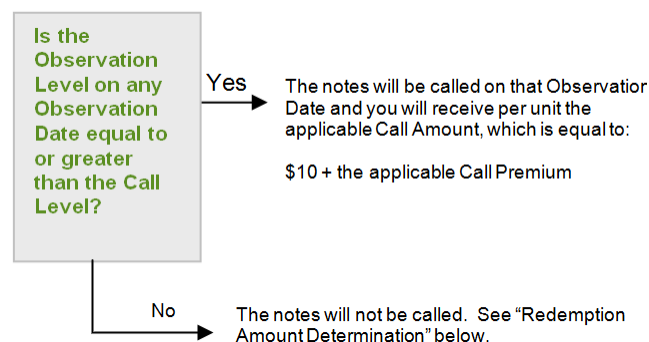 Is the
Observation
Level on any
Observation
Date equal to
or greater
than the Call
Level?
Yes
The notes will be called on that Observation
Date and you will receive per unit the
applicable Call Amount, which is equal to:
$10 + the applicable Call Premium
No
The notes will not be called.  See “Redemption
Amount Determination” below.